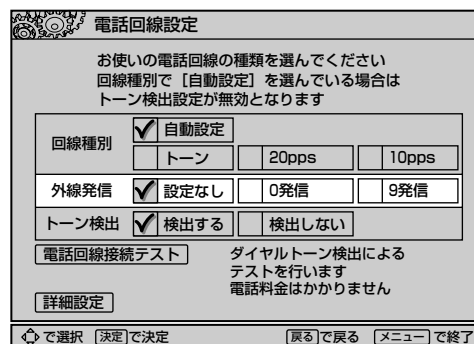 電話回線設定
お使いの電話回線の種類を選んでください
回線種別で［自動設定］を選んでいる場合は
トーン検出設定が無効となります
回線種別 自動設定
トーン 20pps 10pps
外線発信 設定なし 0発信 9発信
トーン検出 検出する 検出しない
電話回線接続テスト ダイヤルトーン検出による
テストを行います
電話料金はかかりません
詳細設定
で選択 決定 で決定 戻る で戻る メニュー で終了